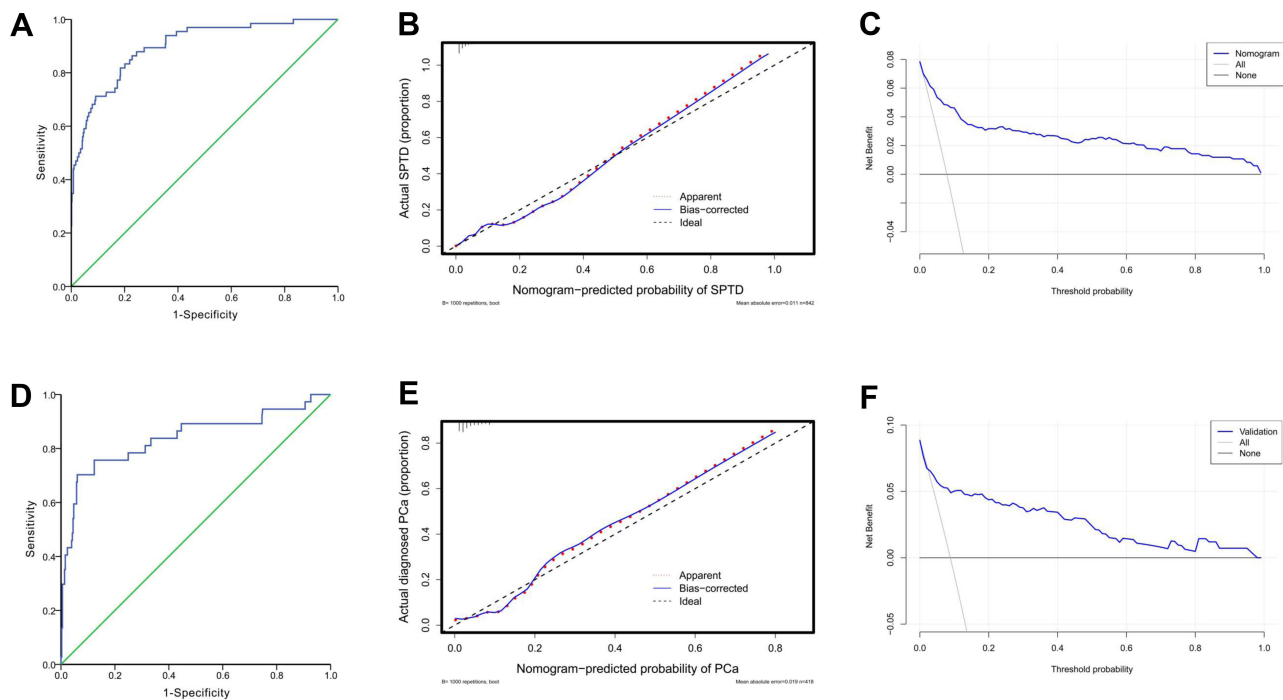 A
1.0
0.8
0.6
0.4
0.2
0.0
Sensitivity
0.0 0.2 0.4 0.6 0.8 1.0
1-Specificity
B
1.0
0.8
0.6
0.4
0.2
0.0
Actual SPTD (proportion)
Apparent
Bias-corrected
Ideal
0.0 0.2 0.4 0.6 0.8 1.0
Nomogram-predicted probability of SPTD
B= 1000 repetitions, boot
Mean absolute error=0.011 n=842
C
0.08
0.06
0.04
0.02
0.00
-0.04
Net Benefit
Nomogram
All
None
0.0 0.2 0.4 0.6 0.8 1.0
Threshold probability
D
1.0
0.8
0.6
0.4
0.2
0.0
Sensitivity
0.0 0.2 0.4 0.6 0.8 1.0
1-Specificity
E
0.8
0.6
0.4
0.2
0.0
Actual diagnosed PCa (proportion)
Apparent
Bias-corrected
Ideal
0.0 0.2 0.4 0.6 0.8
Nomogram-predicted probability of PCa
B= 1000 repetitions, boot
Mean absolute error=0.019 n=418
F
0.10
0.05
0.00
-0.05
Net Benefit
Validation
All
None
0.0 0.2 0.4 0.6 0.8 1.0
Threshold probability